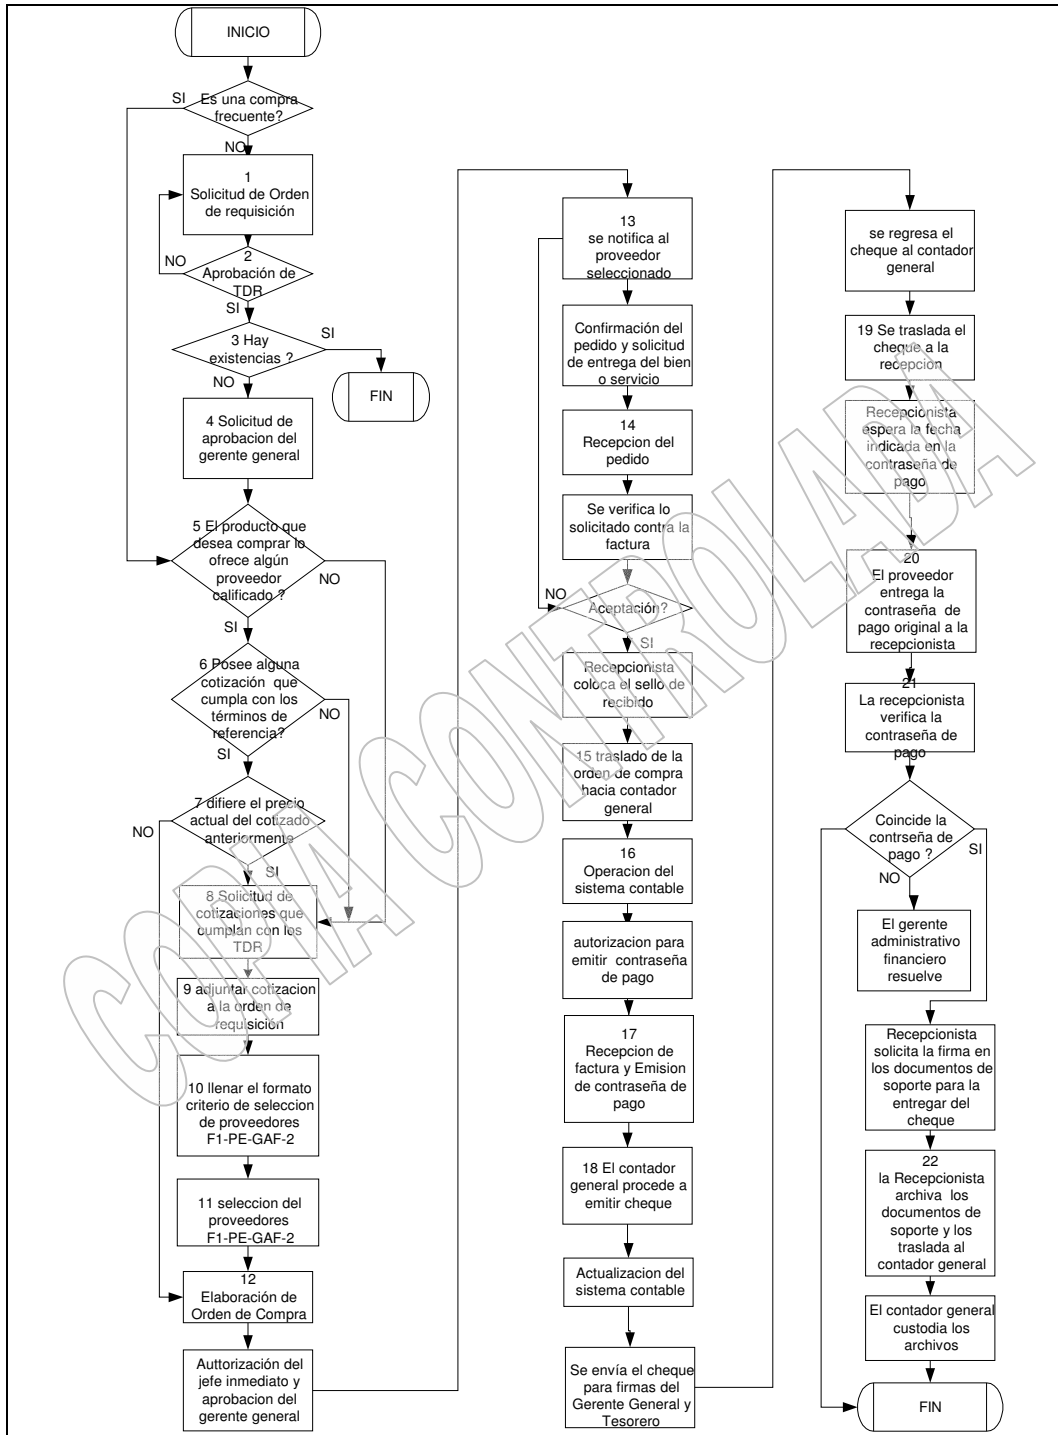 INICIO
Es una compra
frecuente?
SI
NO
1
Solicitud de Orden
de requisición
2
Aprobación de
TDR
NO
SI
3 Hay
existencias ?
SI
NO
FIN
4 Solicitud de
aprobacion del
gerente general
5 El producto que
desea comprar lo
ofrece algún
proveedor
calificado ?
NO
SI
6 Posee alguna
cotización que
cumpla con los
términos de
referencia?
NO
SI
7 difiere el precio
actual del cotizado
anteriormente
NO
SI
8 Solicitud de
cotizaciones que
cumplan con los
TDR
9 adjuntar cotizacion
a la orden de
requisición
10 llenar el formato
criterio de seleccion
de proveedores
F1-PE-GAF-2
11 seleccion del
proveedores
F1-PE-GAF-2
12
Elaboración de
Orden de Compra
Auttorización del
jefe inmediato y
aprobacion del
gerente general
13
se notifica al
proveedor
seleccionado
Confirmación del
pedido y solicitud
de entrega del bien
o servicio
14
Recepcion del
pedido
Se verifica lo
solicitado contra la
factura
NO
Aceptación?
SI
Recepcionista
coloca el sello de
recibido
15 traslado de la
orden de compra
hacia contador
general
16
Operacion del
sistema contable
autorizacion para
emitir contraseña
de pago
17
Recepcion de
factura y Emision
de contraseña de
pago
18 El contador
general procede a
emitir cheque
Actualizacion del
sistema contable
Se envía el cheque
para firmas del
Gerente General y
Tesorero
se regresa el
cheque al contador
general
19 Se traslada el
cheque a la
recepcion
Recepcionista
espera la fecha
indicada en la
contraseña de
pago
20
El proveedor
entrega la
contraseña de
pago original a la
recepcionista
21
La recepcionista
verifica la
contraseña de
pago
Coincide la
contrseña de
pago ?
SI
NO
El gerente
administrativo
financiero
resuelve
Recepcionista
solicita la firma en
los documentos de
soporte para la
entregar del
cheque
22
la Recepcionista
archiva los
documentos de
soporte y los
traslada al
contador general
El contador general
custodia los
archivos
FIN
COPIA CONTROLADA